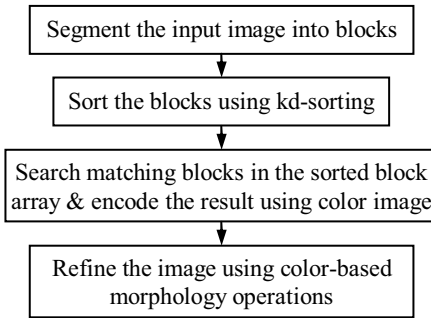 Segment the input image into blocks
Sort the blocks using kd-sorting
Search matching blocks in the sorted block
array & encode the result using color image
Refine the image using color-based
morphology operations